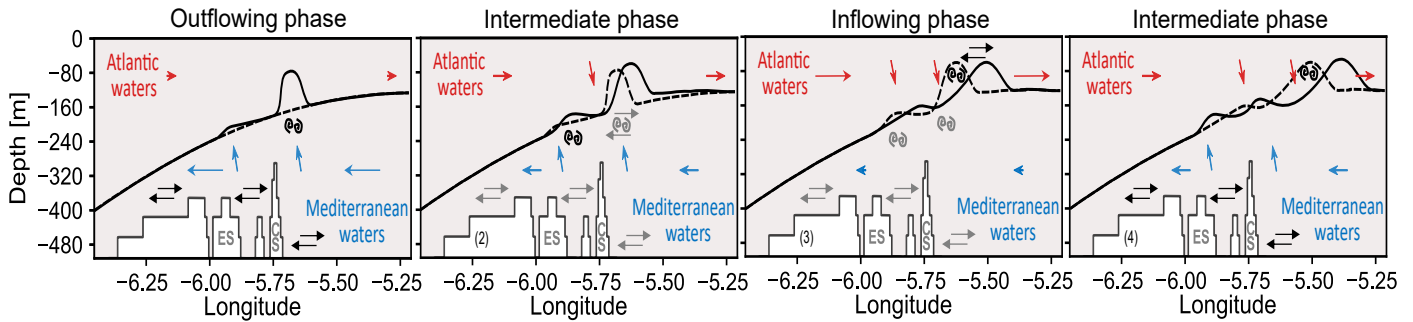 Outflowing phase
Intermediate phase
Inflowing phase
Intermediate phase
Depth [m]
0
−80
−160
−240
−320
−400
−480
Atlantic
waters
ES
CS
Mediterranean
waters
−6.25 −6.00 −5.75 −5.50 −5.25
Longitude
Atlantic
waters
(2)
ES
CS
Mediterranean
waters
−6.25 −6.00 −5.75 −5.50 −5.25
Longitude
Atlantic
waters
(3)
ES
CS
Mediterranean
waters
−6.25 −6.00 −5.75 −5.50 −5.25
Longitude
Atlantic
waters
(4)
ES
CS
Mediterranean
waters
−6.25 −6.00 −5.75 −5.50 −5.25
Longitude